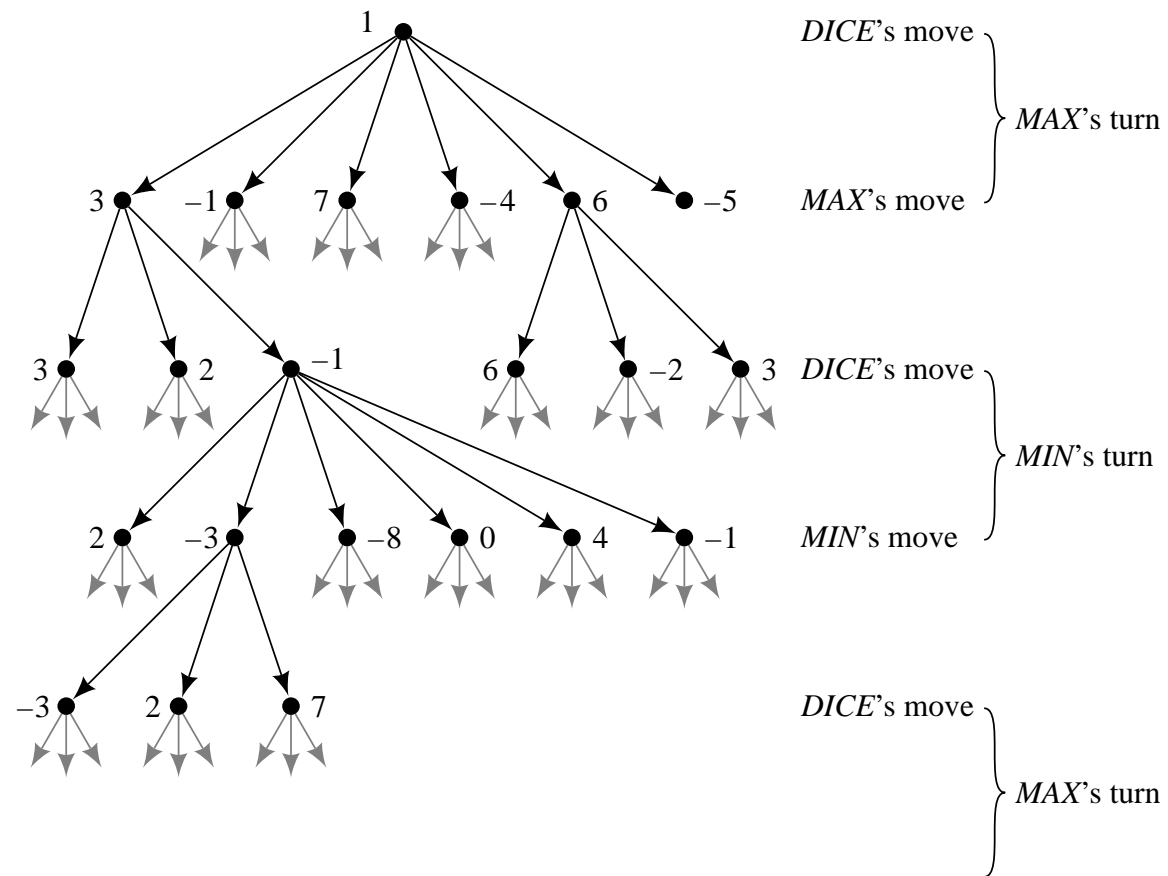 1 DICE’s move
MAX’s turn
3 –1 7 –4 6 –5 MAX’s move
3 2 –1 6 –2 3 DICE’s move
MIN’s turn
2 –3 –8 0 4 –1 MIN’s move
–3 2 7 DICE’s move
MAX’s turn